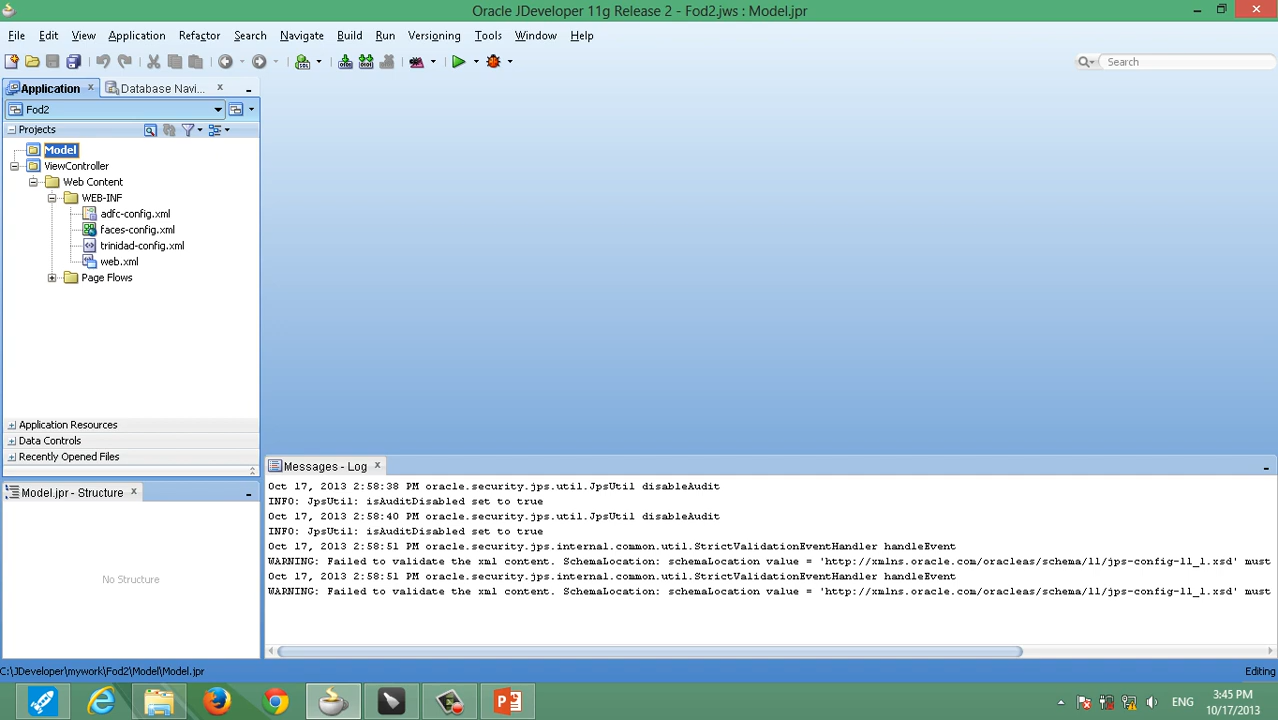 Oracle JDeveloper 11g Release 2 - Fod2.jws : Model.jpr
File Edit View Application Refactor Search Navigate Build Run Versioning Tools Window Help
Search
Application Database Navi...
Fod2
Projects
Model
ViewController
Web Content
WEB-INF
adfc-config.xml
faces-config.xml
trinidad-config.xml
web.xml
Page Flows
Application Resources
Data Controls
Recently Opened Files
Model.jpr - Structure
No Structure
Messages - Log
Oct 17, 2013 2:58:38 PM oracle.security.jps.util.JpsUtil disableAudit
INFO: JpsUtil: isAuditDisabled set to true
Oct 17, 2013 2:58:40 PM oracle.security.jps.util.JpsUtil disableAudit
INFO: JpsUtil: isAuditDisabled set to true
Oct 17, 2013 2:58:51 PM oracle.security.jps.internal.common.util.StrictValidationEventHandler handleEvent
WARNING: Failed to validate the xml content. SchemaLocation: schemaLocation value = 'http://xmlns.oracle.com/oracleas/schema/11/jps-config-11_1.xsd' must
Oct 17, 2013 2:58:51 PM oracle.security.jps.internal.common.util.StrictValidationEventHandler handleEvent
WARNING: Failed to validate the xml content. SchemaLocation: schemaLocation value = 'http://xmlns.oracle.com/oracleas/schema/11/jps-config-11_1.xsd' must
C:\JDeveloper\mywork\Fod2\Model\Model.jpr
Editing
ENG
3:45 PM
10/17/2013